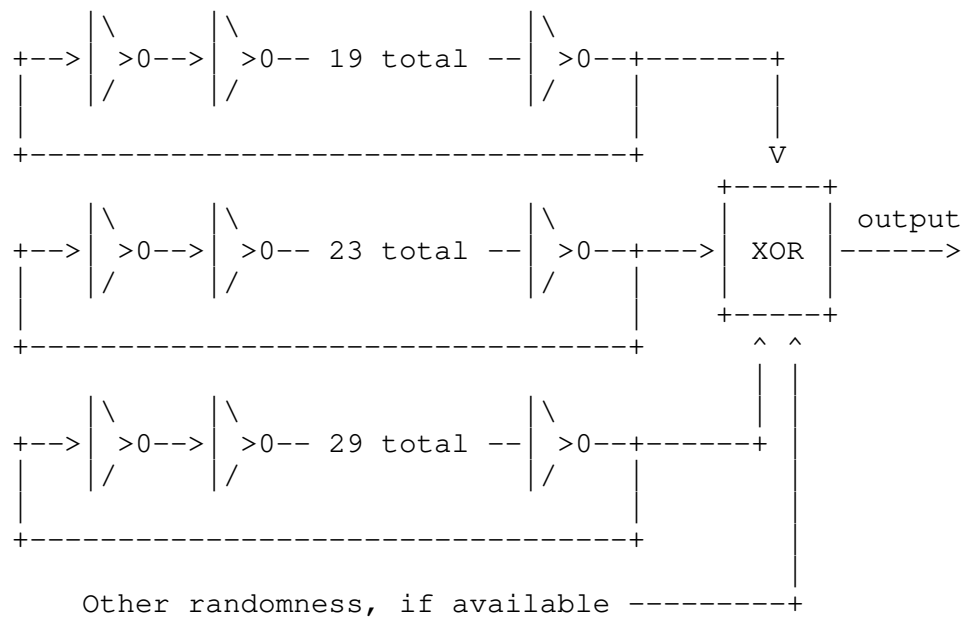 >0-->  >0-- 19 total --  >0--+-------+
V
output
>0-->  >0-- 23 total --  >0--+--->  XOR  ------>
^ ^
>0-->  >0-- 29 total --  >0--+------+
Other randomness, if available ---------+